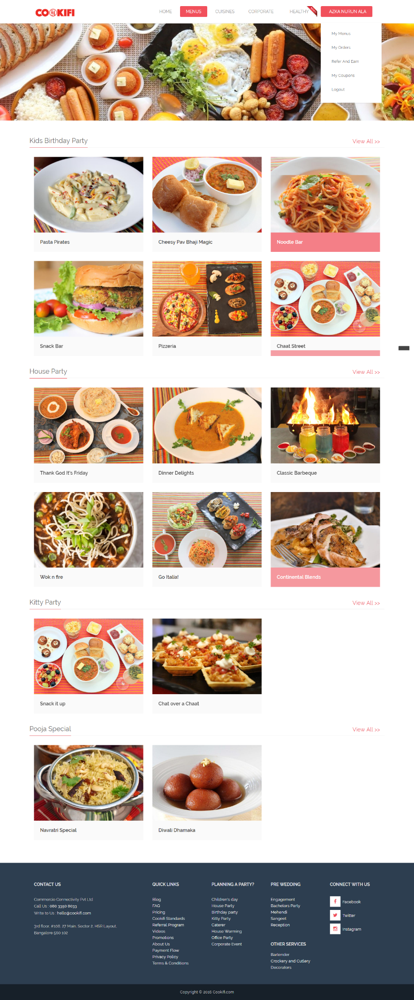 COOKIFI
HOME MENUS CUISINES CORPORATE HEALTHY NEW AZKA NURUN ALA
My Menus
My Orders
Refer And Earn
My Coupons
Logout
Kids Birthday Party View All >>
Pasta Pirates Cheesy Pav Bhaji Magic Noodle Bar
Snack Bar Pizzeria Chaat Street
House Party View All >>
Thank God It's Friday Dinner Delights Classic Barbeque
Wok n fire Go Italia! Continental Blends
Kitty Party View All >>
Snack it up Chat over a Chaat
Pooja Special View All >>
Navratri Special Diwali Dhamaka
CONTACT US
Commercio Connectivity Pvt Ltd
Call Us : 080 3350 8033
Write to Us : hello@cookifi.com
3rd floor, #108, 27 Main, Sector 2, HSR Layout,
Bangalore 560 102
QUICK LINKS
Blog
FAQ
Pricing
Cookifi Standards
Referral Program
Videos
Promotions
About Us
Payment Flow
Privacy Policy
Terms & Conditions
PLANNING A PARTY?
Children's day
House Party
Birthday party
Kitty Party
Caterer
House Warming
Office Party
Corporate Event
PRE WEDDING
Engagement
Bachelors Party
Mehendi
Sangeet
Reception
OTHER SERVICES
Bartender
Crockery and Cutlery
Decorators
CONNECT WITH US
Facebook
Twitter
Instagram
Copyright © 2016 Cookifi.com